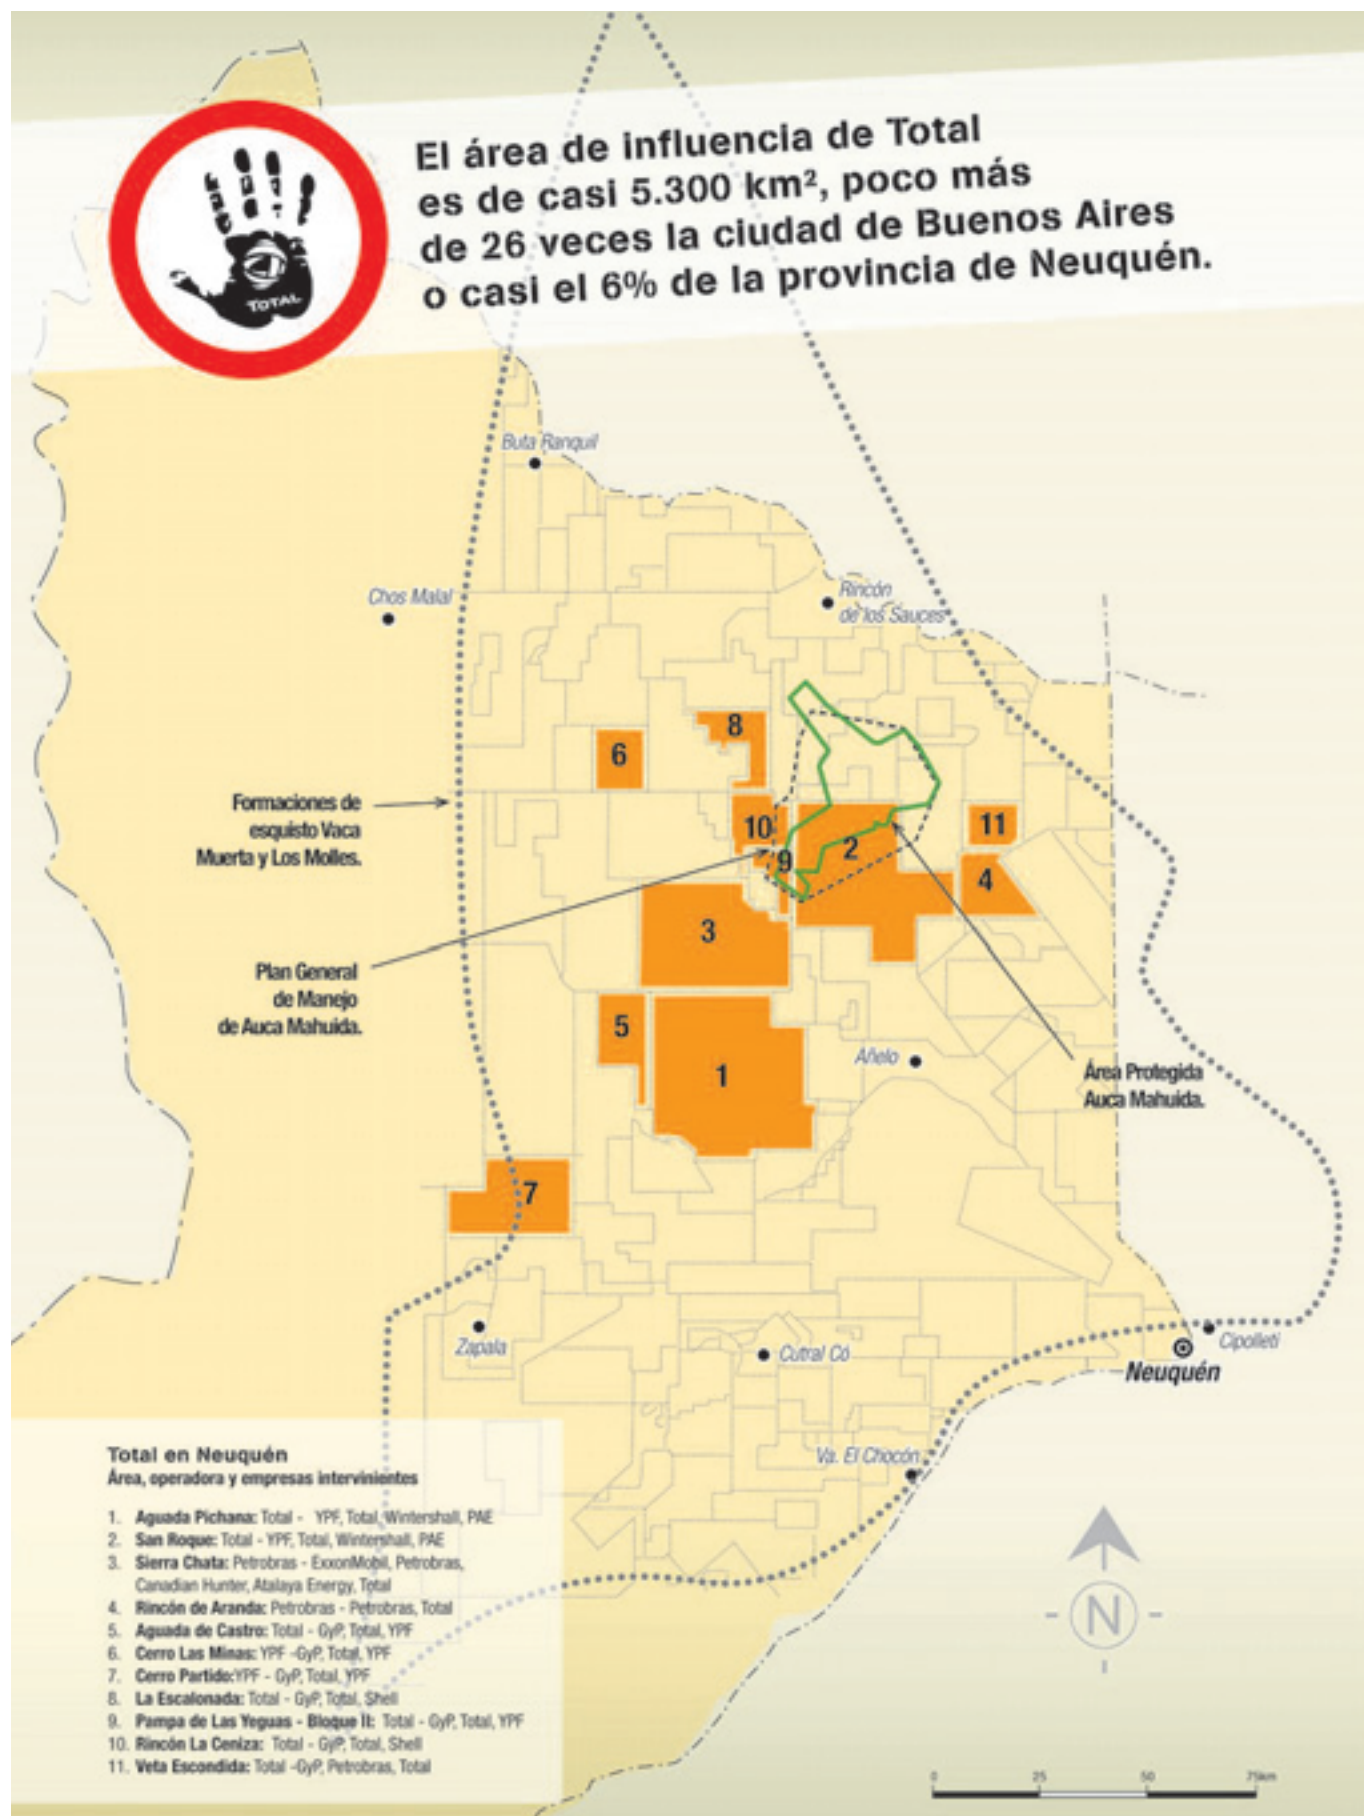 El área de influencia de Total
es de casi 5.300 km², poco más
de 26 veces la ciudad de Buenos Aires
o casi el 6% de la provincia de Neuquén.
TOTAL
Buta Ranquil
Chos Malal
Rincón
de los Sauces
8
6
10
11
2
9
4
3
5
1
7
Formaciones de
esquisto Vaca
Muerta y Los Molles.
Plan General
de Manejo
de Auca Mahuida.
Añelo
Área Protegida
Auca Mahuida.
Zapala
Cutral Có
Cipolleti
Neuquén
Va. El Chocón
Total en Neuquén
Área, operadora y empresas intervinientes
1. Aguada Pichana: Total - YPF, Total, Wintershall, PAE
2. San Roque: Total - YPF, Total, Wintershall, PAE
3. Sierra Chata: Petrobras - ExxonMobil, Petrobras,
Canadian Hunter, Atalaya Energy, Total
4. Rincón de Aranda: Petrobras - Petrobras, Total
5. Aguada de Castro: Total - GyP, Total, YPF
6. Cerro Las Minas: YPF -GyP, Total, YPF
7. Cerro Partido:YPF - GyP, Total, YPF
8. La Escalonada: Total - GyP, Total, Shell
9. Pampa de Las Yeguas - Bloque II: Total - GyP, Total, YPF
10. Rincón La Ceniza: Total - GyP, Total, Shell
11. Veta Escondida: Total -GyP, Petrobras, Total
N
0 25 50 75km